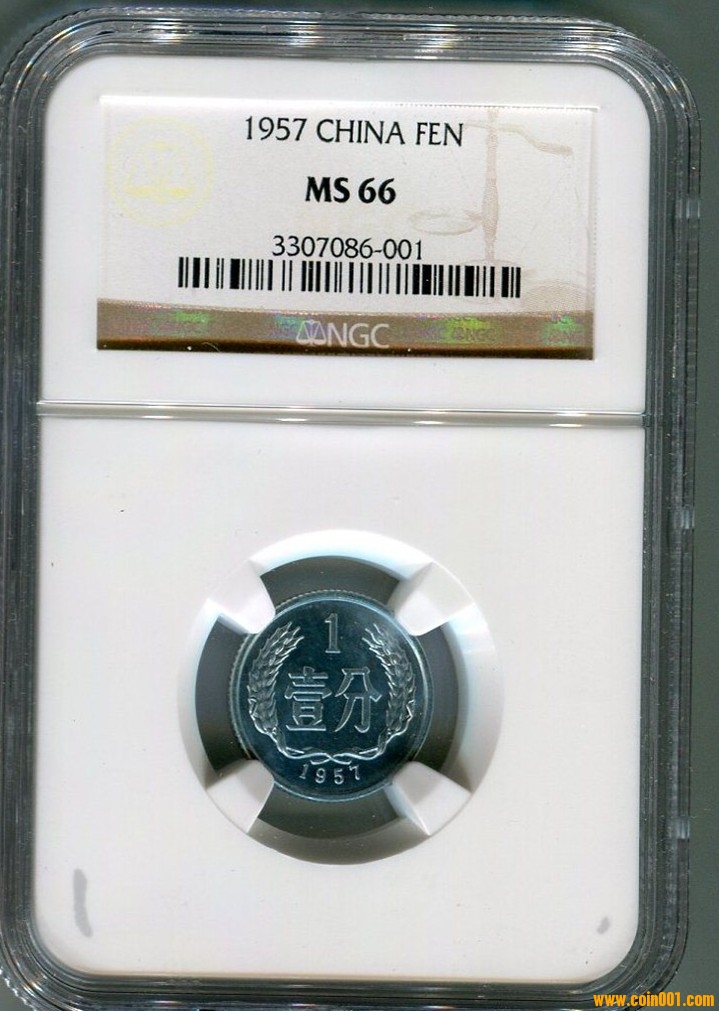 1957 CHINA FEN
MS 66
3307086-001
NGC
1
壹分
1957
www.coin001.com